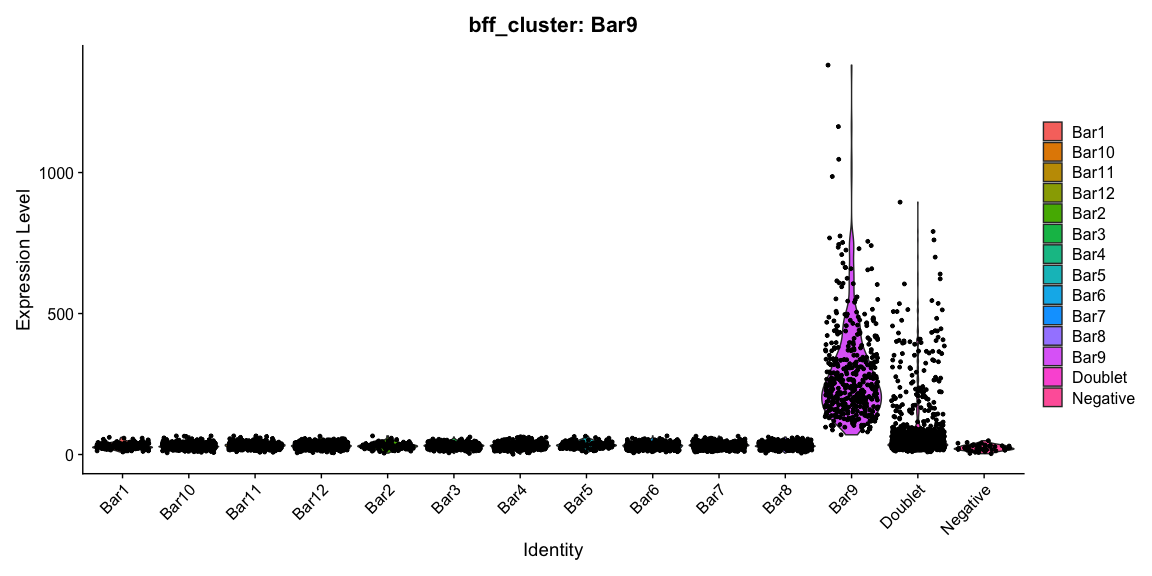 bff_cluster: Bar9
Expression Level
1000
500
0
Bar1
Bar10
Bar11
Bar12
Bar2
Bar3
Bar4
Bar5
Bar6
Bar7
Bar8
Bar9
Doublet
Negative
Identity
Bar1
Bar10
Bar11
Bar12
Bar2
Bar3
Bar4
Bar5
Bar6
Bar7
Bar8
Bar9
Doublet
Negative